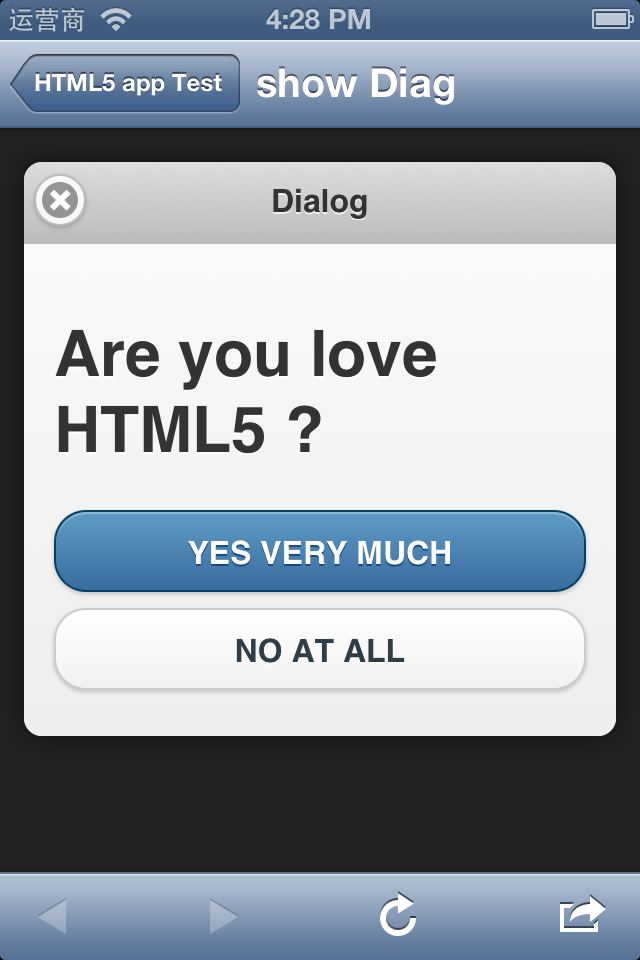 运营商 4:28 PM
HTML5 app Test show Diag
Dialog
Are you love
HTML5 ?
YES VERY MUCH
NO AT ALL